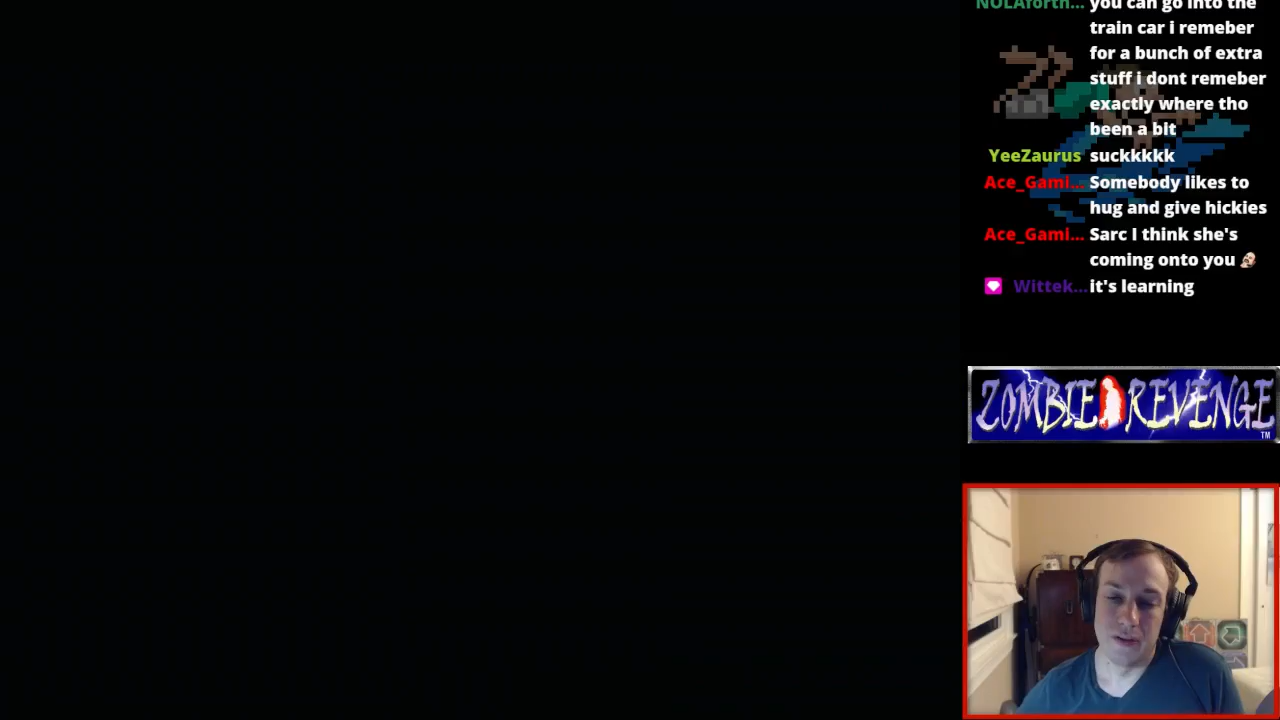 NOLAforth... you can go into the
train car i remeber
for a bunch of extra
stuff i dont remeber
exactly where tho
been a bit
YeeZaurus suckkkkk
Ace_Gami... Somebody likes to
hug and give hickies
Ace_Gami... Sarc I think she's
coming onto you
Wittek... it's learning
ZOMBIE REVENGE
TM